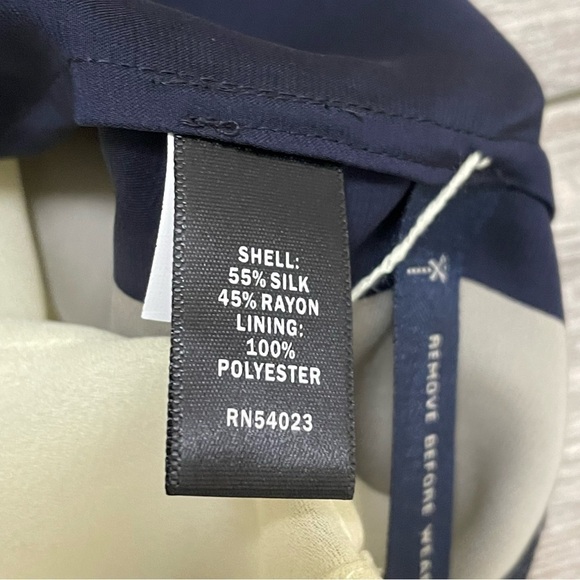 SHELL:
55% SILK
45% RAYON
LINING:
100%
POLYESTER
RN54023
REMOVE BEFORE WEA